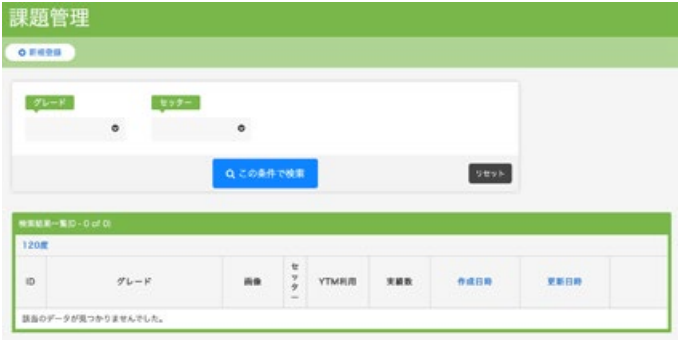 課題管理
新規登録
グレード セッター
この条件で検索 リセット
検索結果一覧(0 - 0 of 0)
120度
ID グレード 画像 セッター YTM利用 実績数 作成日時 更新日時
該当のデータが見つかりませんでした。